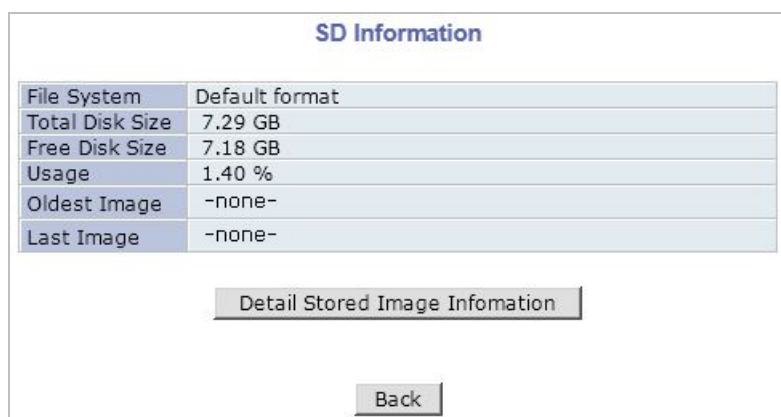 SD Information
File System Default format
Total Disk Size 7.29 GB
Free Disk Size 7.18 GB
Usage 1.40 %
Oldest Image -none-
Last Image -none-
Detail Stored Image Infomation
Back